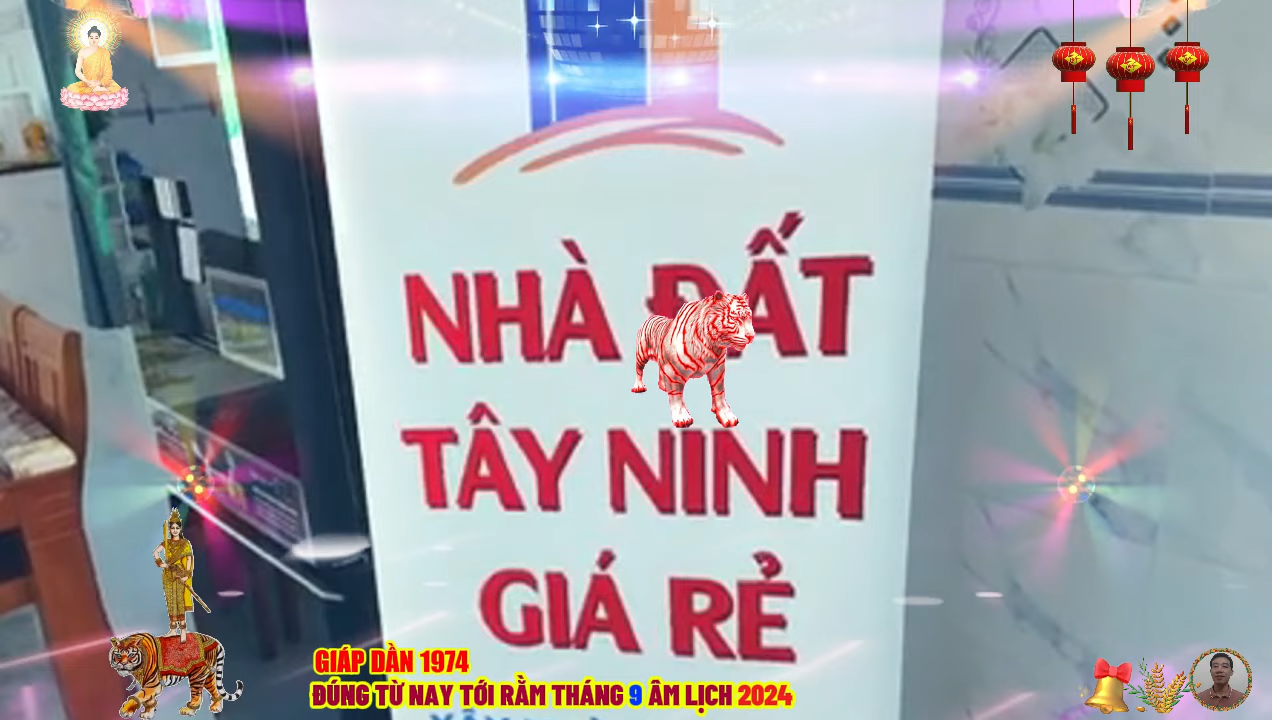 NHÀ ĐẤT
TÂY NINH
GIÁ RẺ
GIÁP DẦN 1974
ĐÚNG TỪ NAY TỚI RẰM THÁNG 9 ÂM LỊCH 2024